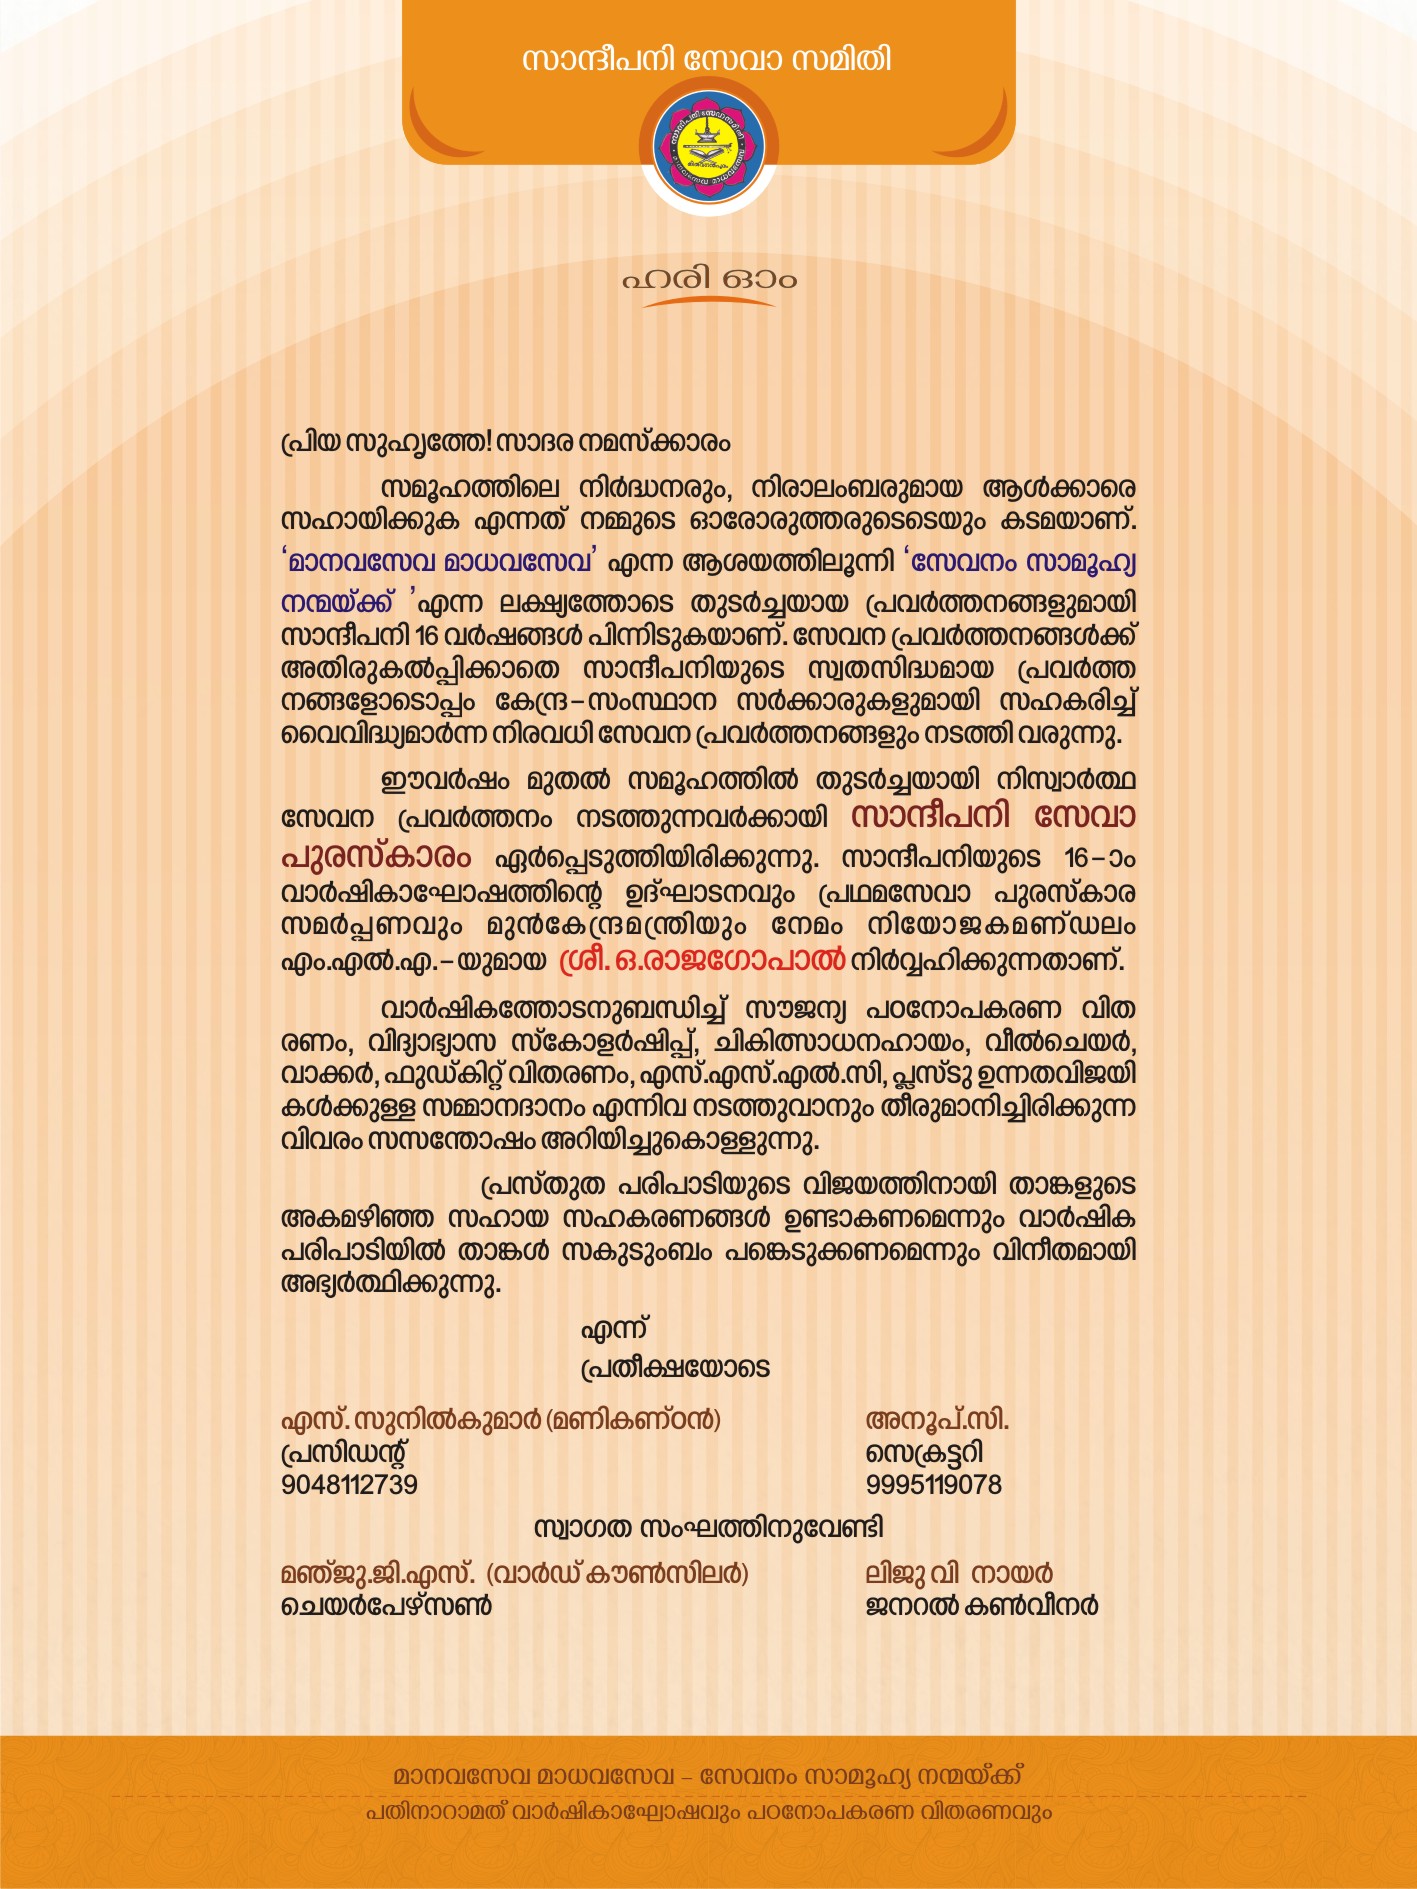 സാന്ദീപനി സേവാ സമിതി
സാന്ദീപനി സേവാസമിതി
തിരുവനന്തപുരം
മാനവസേവ മാധവസേവ
ഹരി ഓം
പ്രിയ സുഹൃത്തേ! സാദര നമസ്ക്കാരം
സമൂഹത്തിലെ നിർദ്ധനരും, നിരാലംബരുമായ ആൾക്കാരെ
സഹായിക്കുക എന്നത് നമ്മുടെ ഓരോരുത്തരുടെടെയും കടമയാണ്.
‘മാനവസേവ മാധവസേവ’ എന്ന ആശയത്തിലൂന്നി ‘സേവനം സാമൂഹ്യ
നന്മയ്ക്ക് ’എന്ന ലക്ഷ്യത്തോടെ തുടർച്ചയായ പ്രവർത്തനങ്ങളുമായി
സാന്ദീപനി 16 വർഷങ്ങൾ പിന്നിടുകയാണ്. സേവന പ്രവർത്തനങ്ങൾക്ക്
അതിരുകൽപ്പിക്കാതെ സാന്ദീപനിയുടെ സ്വതസിദ്ധമായ പ്രവർത്ത
നങ്ങളോടൊപ്പം കേന്ദ്ര-സംസ്ഥാന സർക്കാരുകളുമായി സഹകരിച്ച്
വൈവിദ്ധ്യമാർന്ന നിരവധി സേവന പ്രവർത്തനങ്ങളും നടത്തി വരുന്നു.
ഈവർഷം മുതൽ സമൂഹത്തിൽ തുടർച്ചയായി നിസ്വാർത്ഥ
സേവന പ്രവർത്തനം നടത്തുന്നവർക്കായി സാന്ദീപനി സേവാ
പുരസ്കാരം ഏർപ്പെടുത്തിയിരിക്കുന്നു. സാന്ദീപനിയുടെ 16-ാം
വാർഷികാഘോഷത്തിന്റെ ഉദ്ഘാടനവും പ്രഥമസേവാ പുരസ്കാര
സമർപ്പണവും മുൻകേന്ദ്രമന്ത്രിയും നേമം നിയോജകമണ്ഡലം
എം.എൽ.എ.-യുമായ ശ്രീ. ഒ.രാജഗോപാൽ നിർവ്വഹിക്കുന്നതാണ്.
വാർഷികത്തോടനുബന്ധിച്ച് സൗജന്യ പഠനോപകരണ വിത
രണം, വിദ്യാഭ്യാസ സ്കോളർഷിപ്പ്, ചികിത്സാധനഹായം, വീൽചെയർ,
വാക്കർ, ഫുഡ്കിറ്റ് വിതരണം, എസ്.എസ്.എൽ.സി, പ്ലസ്ടു ഉന്നതവിജയി
കൾക്കുള്ള സമ്മാനദാനം എന്നിവ നടത്തുവാനും തീരുമാനിച്ചിരിക്കുന്ന
വിവരം സസന്തോഷം അറിയിച്ചുകൊള്ളുന്നു.
പ്രസ്തുത പരിപാടിയുടെ വിജയത്തിനായി താങ്കളുടെ
അകമഴിഞ്ഞ സഹായ സഹകരണങ്ങൾ ഉണ്ടാകണമെന്നും വാർഷിക
പരിപാടിയിൽ താങ്കൾ സകുടുംബം പങ്കെടുക്കണമെന്നും വിനീതമായി
അഭ്യർത്ഥിക്കുന്നു.
എന്ന്
പ്രതീക്ഷയോടെ
എസ്. സുനിൽകുമാർ (മണികണ്ഠൻ) അനൂപ്.സി.
പ്രസിഡന്റ് സെക്രട്ടറി
9048112739 9995119078
സ്വാഗത സംഘത്തിനുവേണ്ടി
മഞ്ജു.ജി.എസ്. (വാർഡ് കൗൺസിലർ) ലിജു വി നായർ
ചെയർപേഴ്സൺ ജനറൽ കൺവീനർ
മാനവസേവ മാധവസേവ - സേവനം സാമൂഹ്യ നന്മയ്ക്ക്
പതിനാറാമത് വാർഷികാഘോഷവും പഠനോപകരണ വിതരണവും